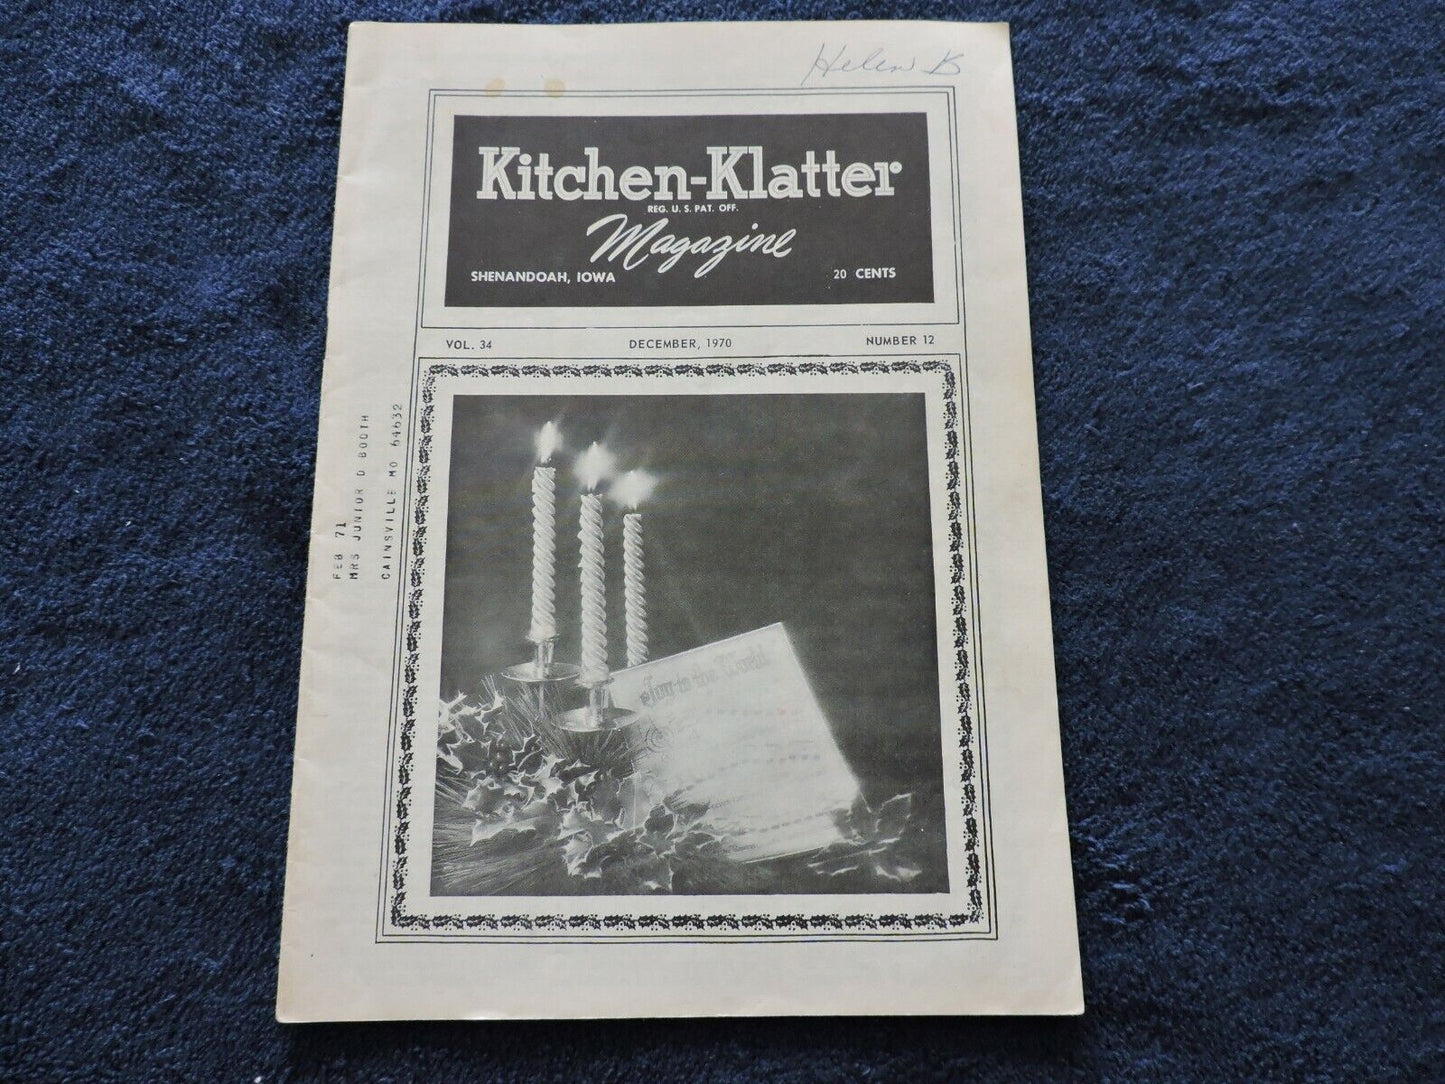 Helen B
Kitchen-Klatter
REG. U. S. PAT. OFF.
Magazine
SHENANDOAH, IOWA
20 CENTS
VOL. 34
DECEMBER, 1970
NUMBER 12
FEB 71
MRS JUNIOR D BOOTH
CAINSVILLE MO 64632
Joy to the World